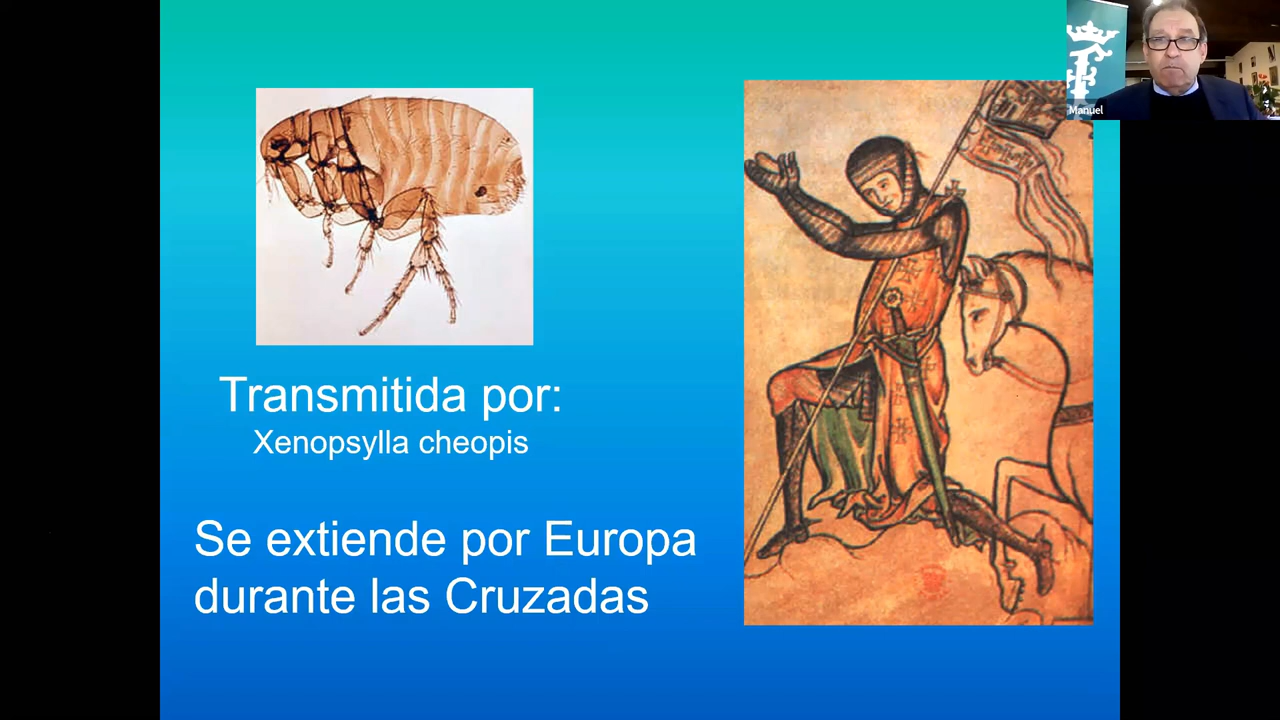 Manuel
Transmitida por:
Xenopsylla cheopis
Se extiende por Europa
durante las Cruzadas